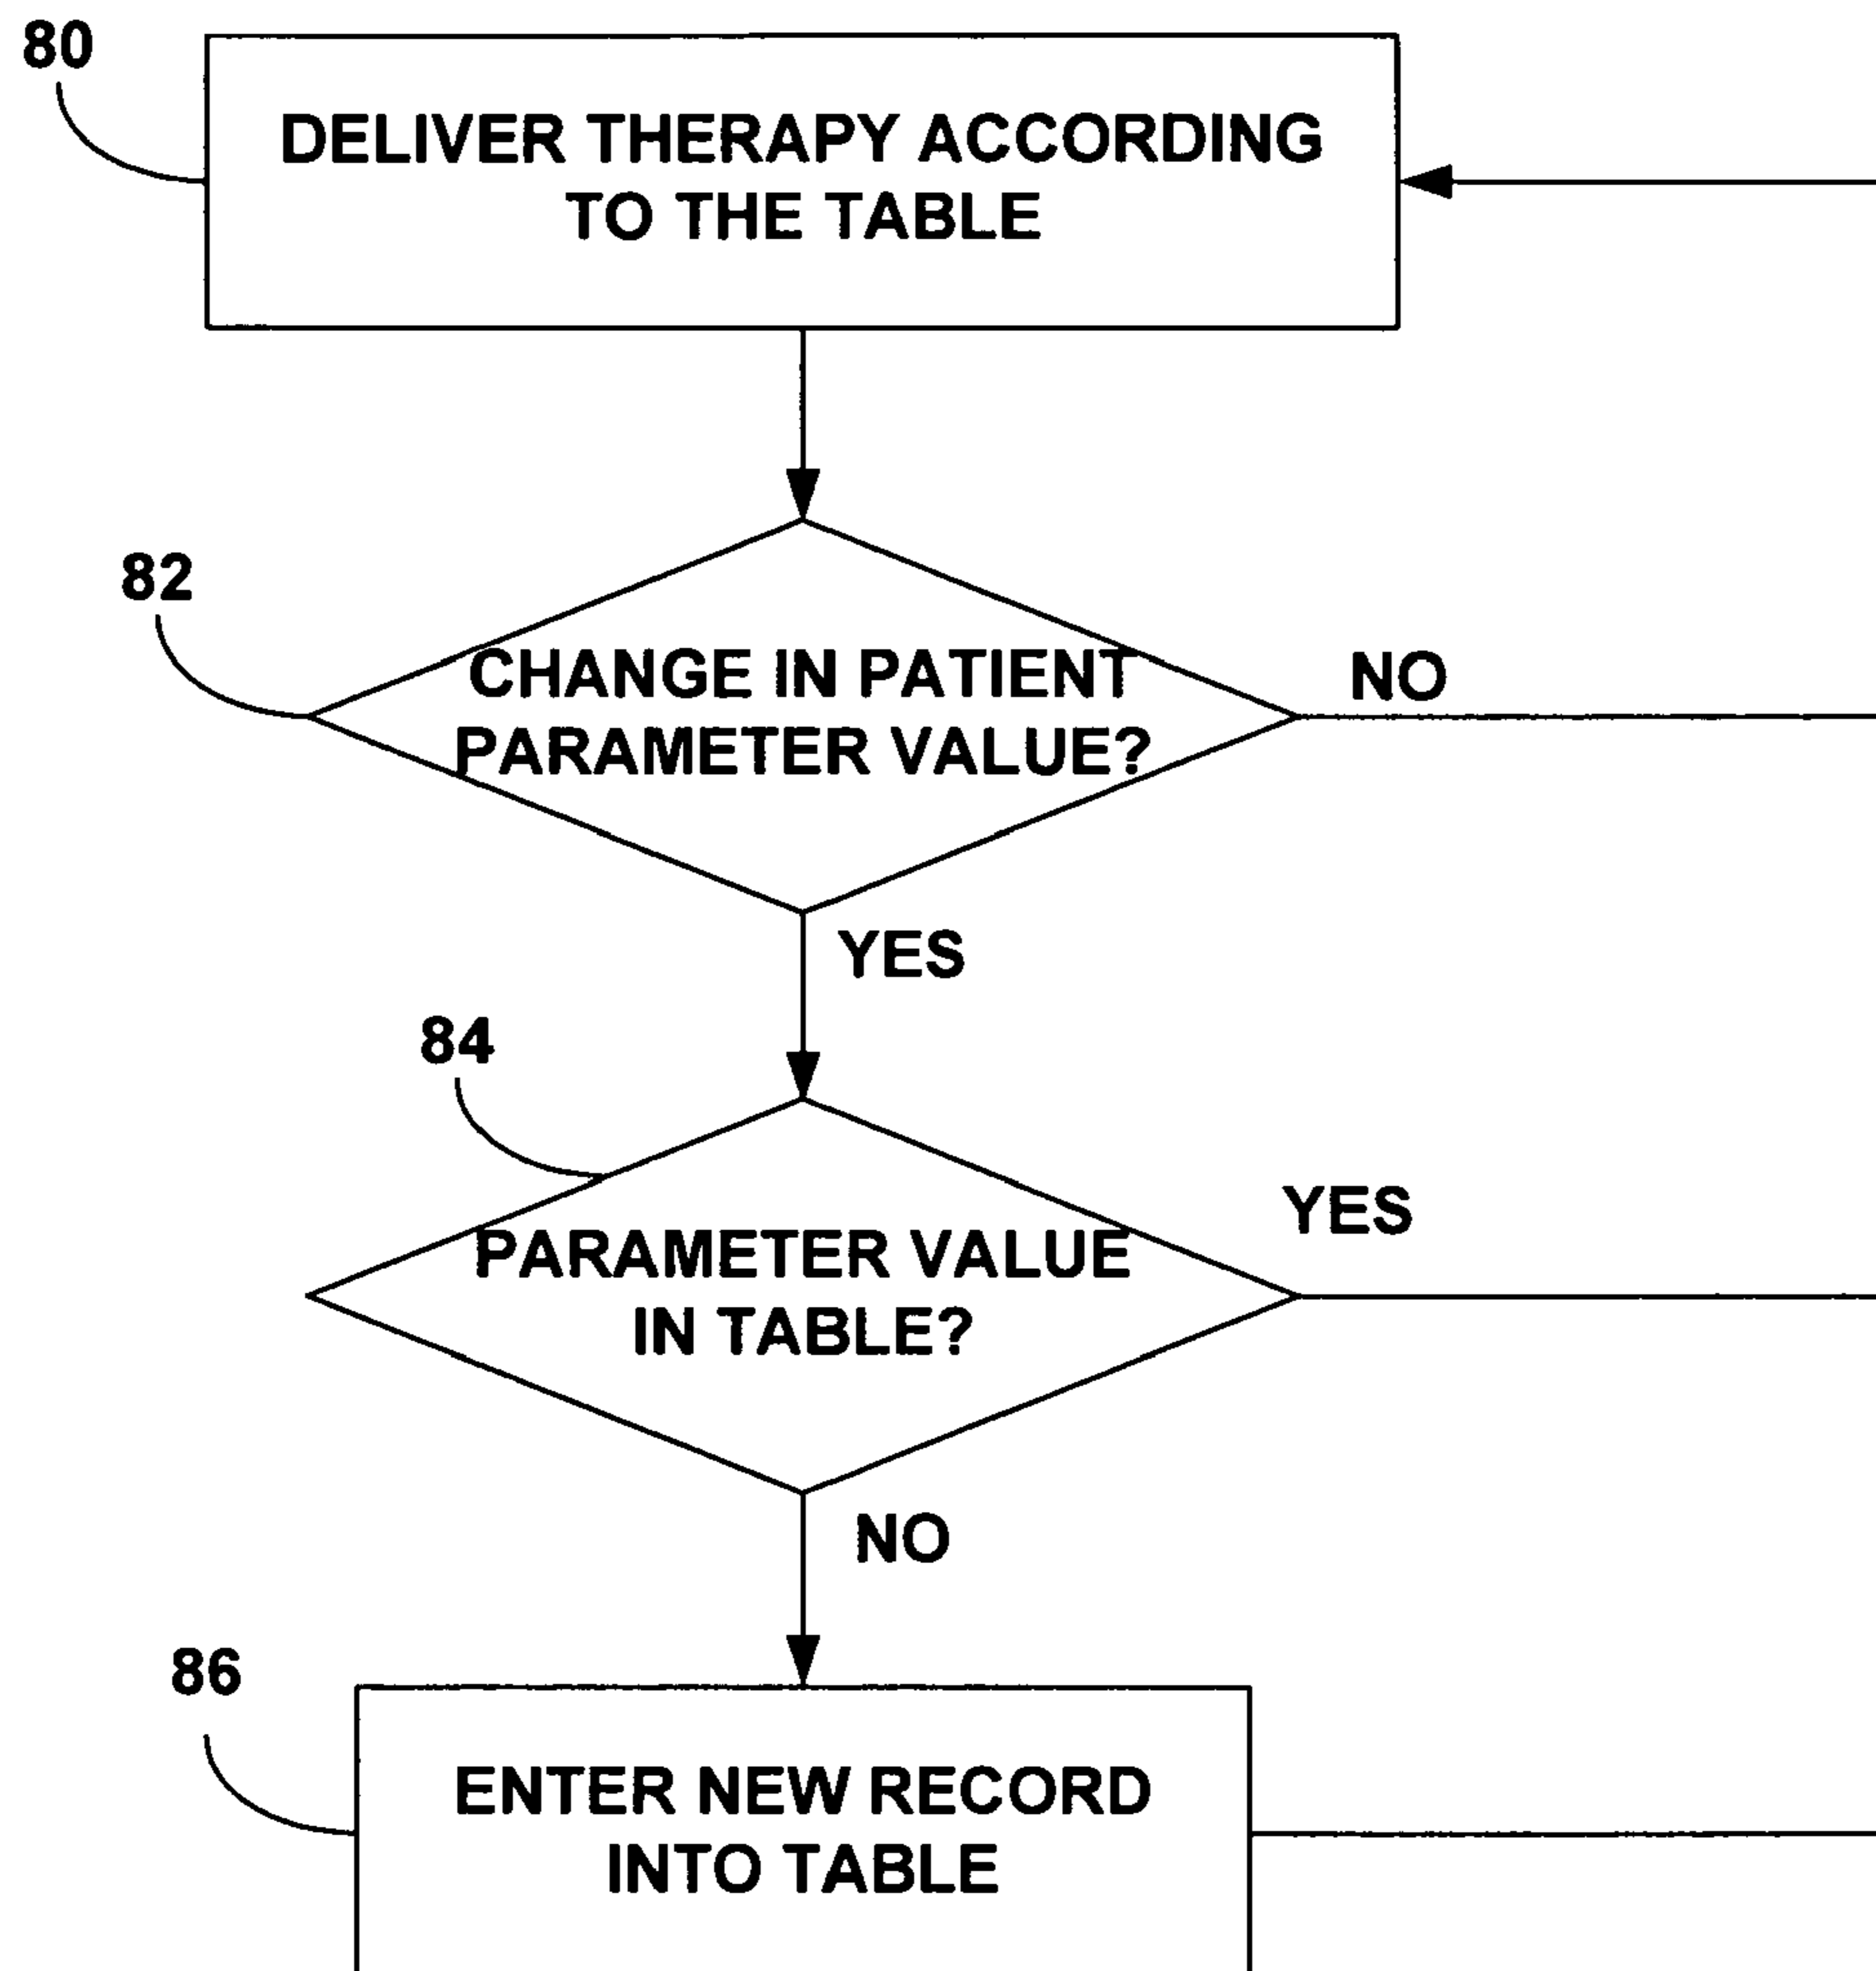 80
DELIVER THERAPY ACCORDING
TO THE TABLE
82
CHANGE IN PATIENT
PARAMETER VALUE?
NO
YES
84
PARAMETER VALUE
IN TABLE?
YES
NO
86
ENTER NEW RECORD
INTO TABLE